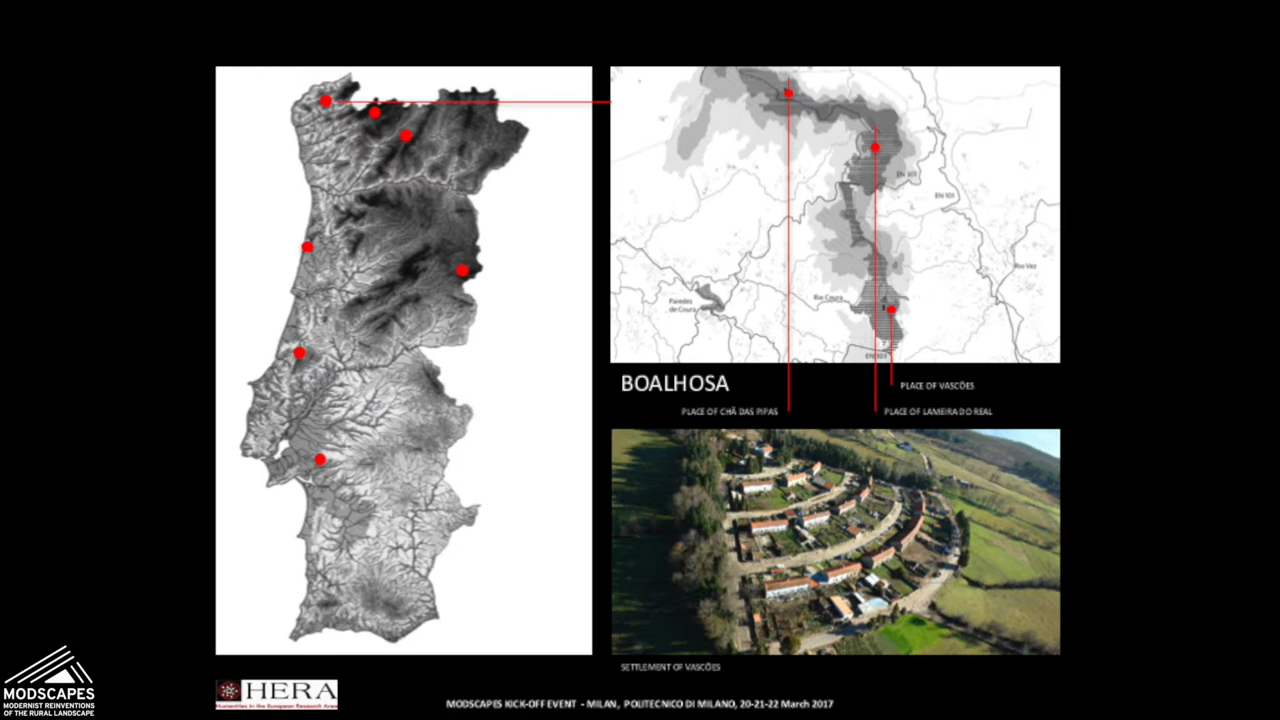 EN 101
EN 101
Rio Vez
Rio Coura
Paredes
de Coura
BOALHOSA
PLACE OF VASCÕES
PLACE OF CHÃ DAS PIPAS
PLACE OF LAMEIRA DO REAL
SETTLEMENT OF VASCÕES
MODSCAPES
MODERNIST REINVENTIONS
OF THE RURAL LANDSCAPE
HERA
Humanities in the European Research Area
MODSCAPES KICK-OFF EVENT - MILAN, POLITECNICO DI MILANO, 20-21-22 March 2017